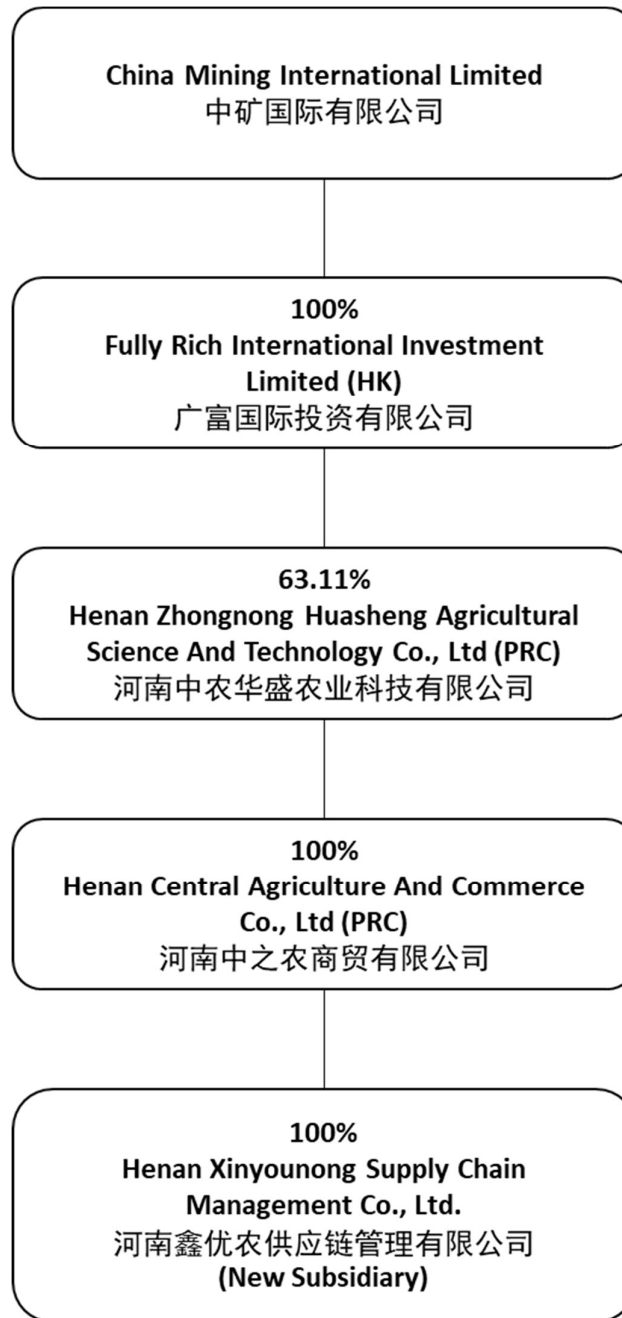 China Mining International Limited
中矿国际有限公司
100%
Fully Rich International Investment
Limited (HK)
广富国际投资有限公司
63.11%
Henan Zhongnong Huasheng Agricultural
Science And Technology Co., Ltd (PRC)
河南中农华盛农业科技有限公司
100%
Henan Central Agriculture And Commerce
Co., Ltd (PRC)
河南中之农商贸有限公司
100%
Henan Xinyounong Supply Chain
Management Co., Ltd.
河南鑫优农供应链管理有限公司
(New Subsidiary)